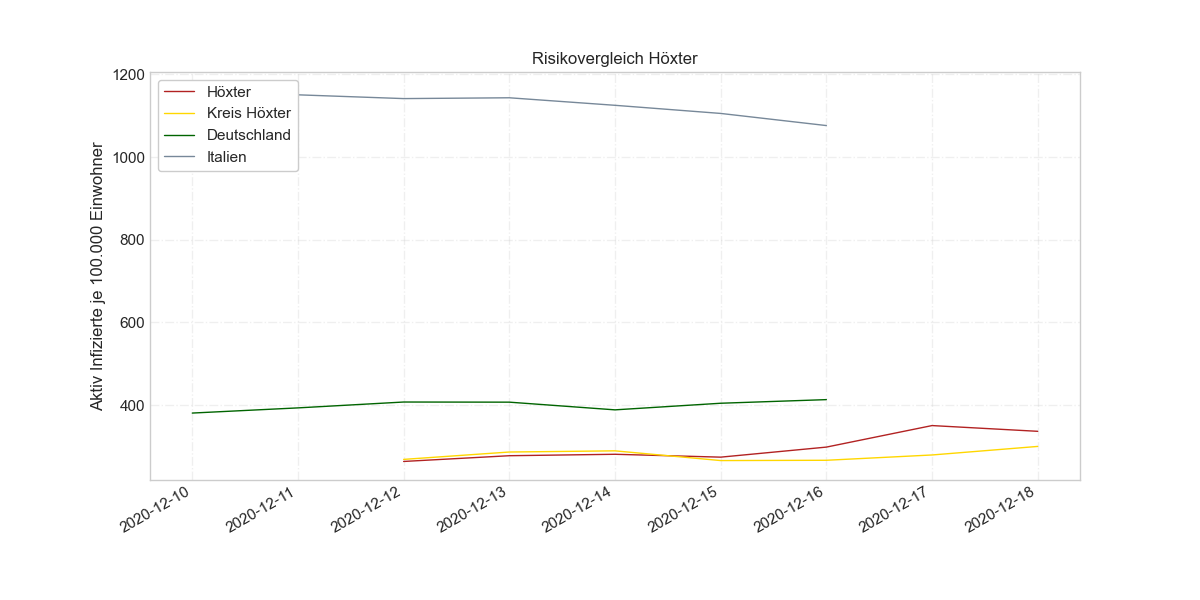 Risikovergleich Höxter
Aktiv Infizierte je 100.000 Einwohner
1200
1000
800
600
400
Höxter
Kreis Höxter
Deutschland
Italien
2020-12-10
2020-12-11
2020-12-12
2020-12-13
2020-12-14
2020-12-15
2020-12-16
2020-12-17
2020-12-18